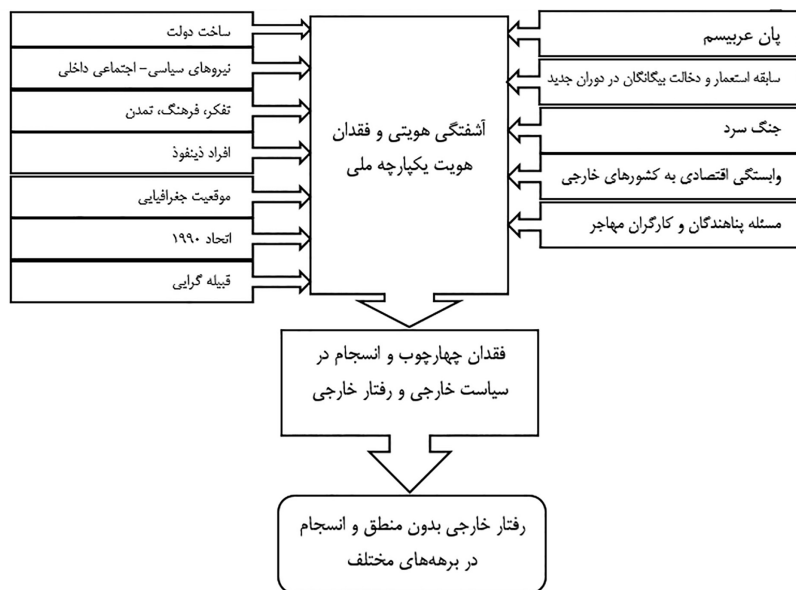 پان عربیسم
سابقه استعمار و دخالت بیگانگان در دوران جدید
جنگ سرد
وابستگی اقتصادی به کشورهای خارجی
مسئله پناهندگان و کارگران مهاجر
آشفتگی هویتی و فقدان
هویت یکپارچه ملی
ساخت دولت
نیروهای سیاسی- اجتماعی داخلی
تفکر، فرهنگ، تمدن
افراد ذینفوذ
موقعیت جغرافیایی
اتحاد ۱۹۹۰
قبیله گرایی
فقدان چهارچوب و انسجام در
سیاست خارجی و رفتار خارجی
رفتار خارجی بدون منطق و انسجام
در برهه‌های مختلف